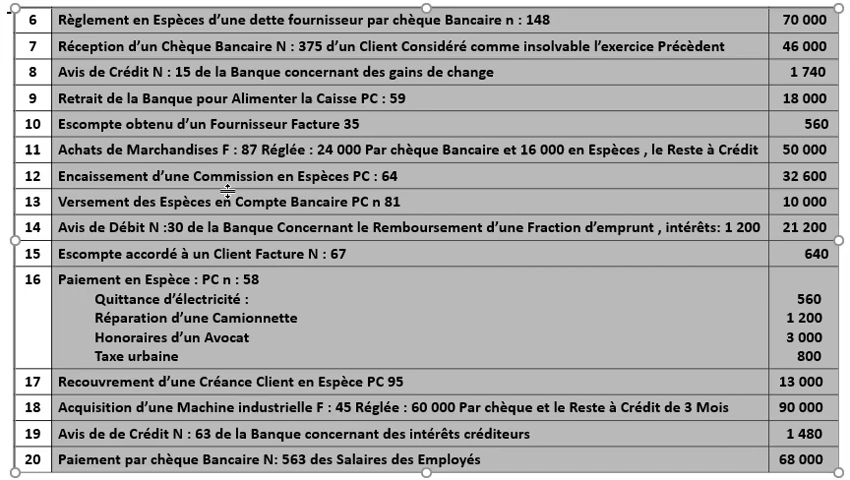 6 Règlement en Espèces d'une dette fournisseur par chèque Bancaire n : 148 70 000
7 Réception d'un Chèque Bancaire N : 375 d'un Client Considéré comme insolvable l'exercice Précèdent 46 000
8 Avis de Crédit N : 15 de la Banque concernant des gains de change 1 740
9 Retrait de la Banque pour Alimenter la Caisse PC : 59 18 000
10 Escompte obtenu d'un Fournisseur Facture 35 560
11 Achats de Marchandises F : 87 Réglée : 24 000 Par chèque Bancaire et 16 000 en Espèces , le Reste à Crédit 50 000
12 Encaissement d'une Commission en Espèces PC : 64 32 600
13 Versement des Espèces en Compte Bancaire PC n 81 10 000
14 Avis de Débit N :30 de la Banque Concernant le Remboursement d'une Fraction d'emprunt , intérêts: 1 200 21 200
15 Escompte accordé à un Client Facture N : 67 640
16 Paiement en Espèce : PC n : 58
Quittance d'électricité : 560
Réparation d'une Camionnette 1 200
Honoraires d'un Avocat 3 000
Taxe urbaine 800
17 Recouvrement d'une Créance Client en Espèce PC 95 13 000
18 Acquisition d'une Machine industrielle F : 45 Réglée : 60 000 Par chèque et le Reste à Crédit de 3 Mois 90 000
19 Avis de de Crédit N : 63 de la Banque concernant des intérêts créditeurs 1 480
20 Paiement par chèque Bancaire N: 563 des Salaires des Employés 68 000